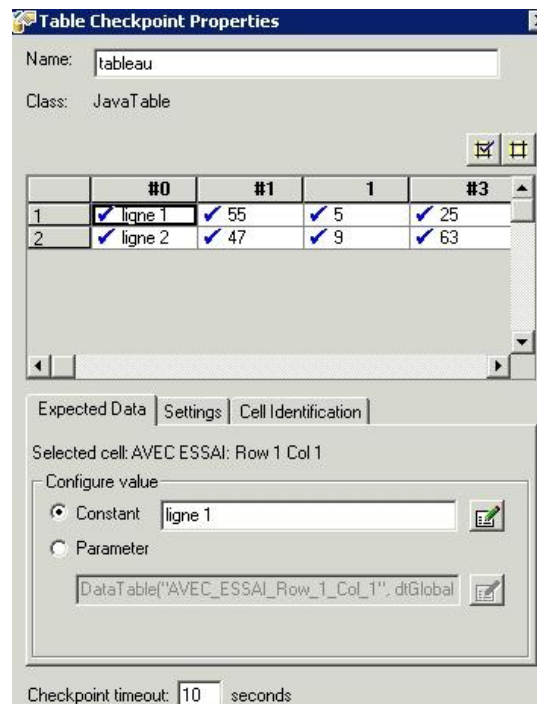 Table Checkpoint Properties
Name: tableau
Class: JavaTable
#0 #1 1 #3
1 ligne 1 55 5 25
2 ligne 2 47 9 63
Expected Data Settings Cell Identification
Selected cell: AVEC ESSAI: Row 1 Col 1
Configure value
Constant ligne 1
Parameter
DataTable("AVEC_ESSAI_Row_1_Col_1", dtGlobal
Checkpoint timeout: 10 seconds